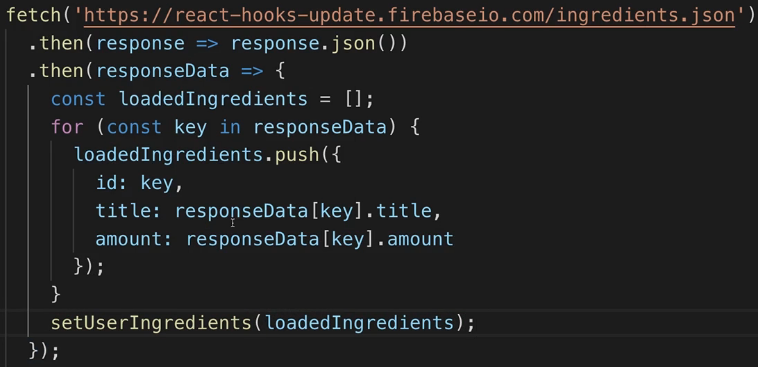 fetch('https://react-hooks-update.firebaseio.com/ingredients.json')
.then(response => response.json())
.then(responseData => {
const loadedIngredients = [];
for (const key in responseData) {
loadedIngredients.push({
id: key,
title: responseData[key].title,
amount: responseData[key].amount
});
}
setUserIngredients(loadedIngredients);
});